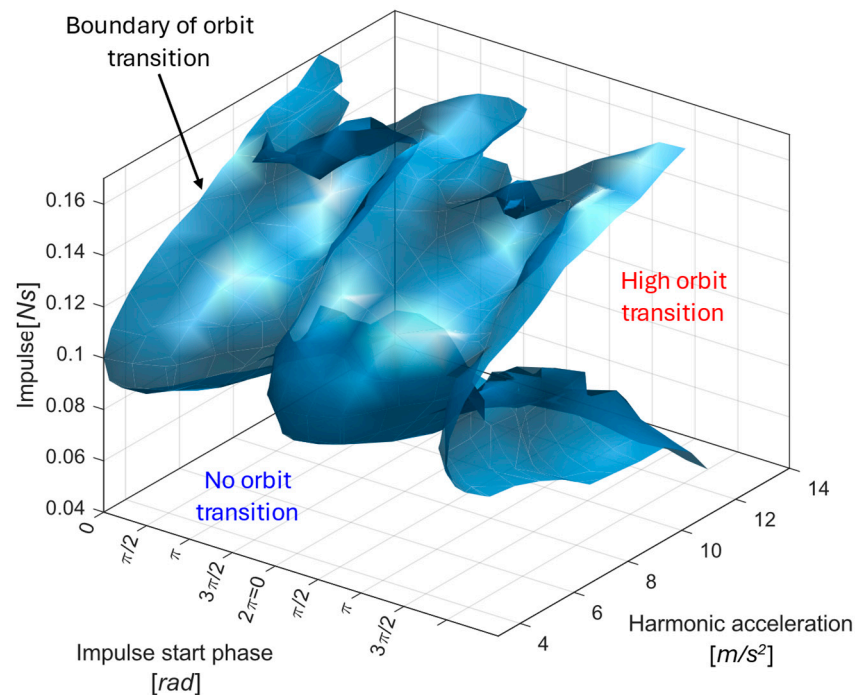 Boundary of orbit
transition
Impulse[Ns]
0.16
0.14
0.12
0.1
0.08
0.06
0.04
High orbit
transition
No orbit
transition
0
π/2
π
3π/2
2π=0
π/2
π
3π/2
Impulse start phase
[rad]
4
6
8
10
12
14
Harmonic acceleration
[m/s²]